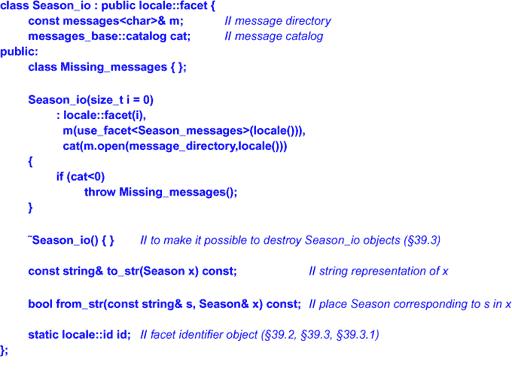 class Season_io : public locale::facet {
const messages<char>& m; // message directory
messages_base::catalog cat; // message catalog
public:
class Missing_messages { };
Season_io(size_t i = 0)
: locale::facet(i),
m(use_facet<Season_messages>(locale())),
cat(m.open(message_directory,locale()))
{
if (cat<0)
throw Missing_messages();
}
~Season_io() { } // to make it possible to destroy Season_io objects (§39.3)
const string& to_str(Season x) const; // string representation of x
bool from_str(const string& s, Season& x) const; // place Season corresponding to s in x
static locale::id id; // facet identifier object (§39.2, §39.3, §39.3.1)
};